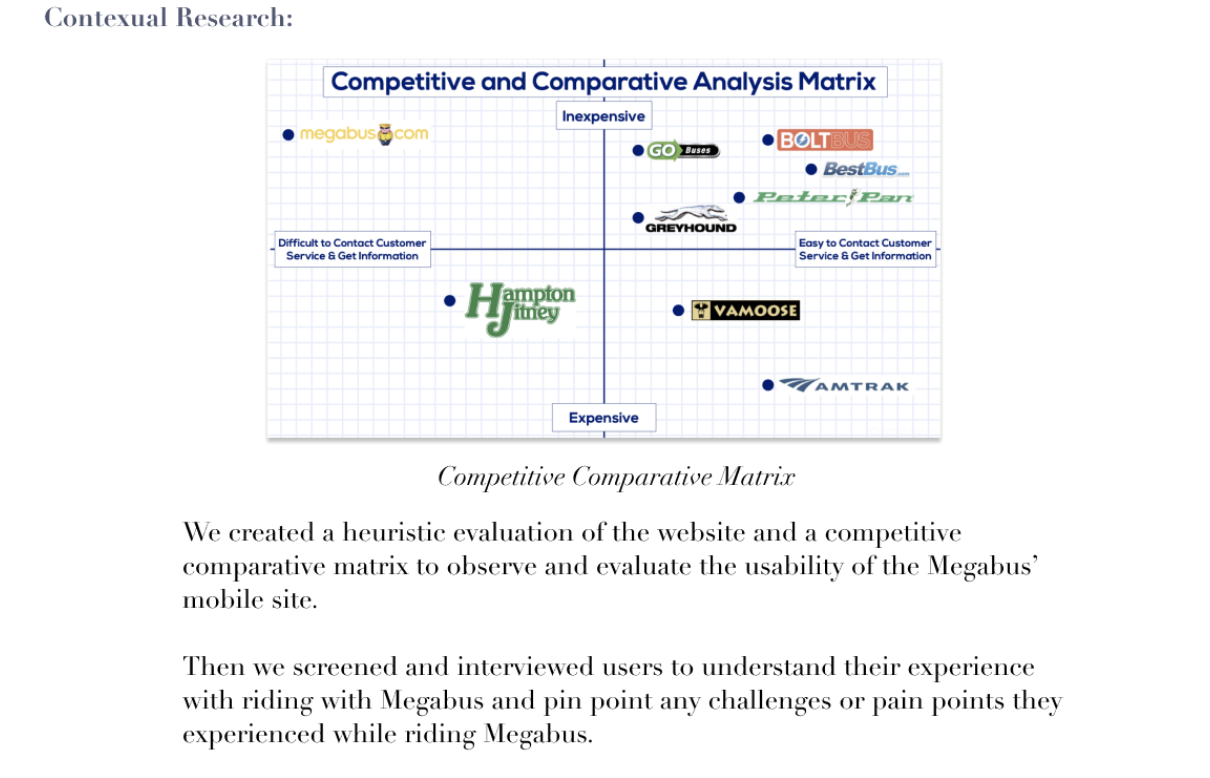 Contexual Research:
Competitive and Comparative Analysis Matrix
Inexpensive
megabus.com
GO Buses
BOLTBUS
BestBus.com
Peter Pan
GREYHOUND
Difficult to Contact Customer
Service & Get Information
Easy to Contact Customer
Service & Get Information
Hampton
Jitney
VAMOOSE
AMTRAK
Expensive
Competitive Comparative Matrix
We created a heuristic evaluation of the website and a competitive
comparative matrix to observe and evaluate the usability of the Megabus’
mobile site.
Then we screened and interviewed users to understand their experience
with riding with Megabus and pin point any challenges or pain points they
experienced while riding Megabus.